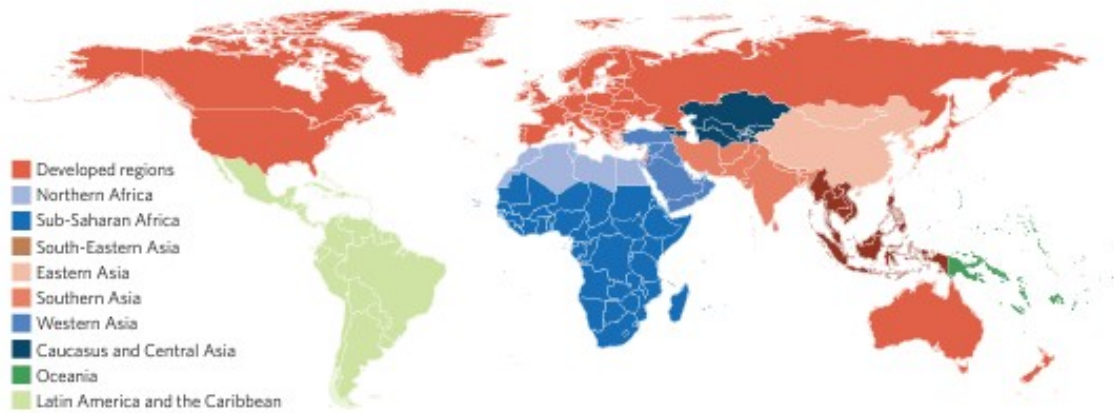 Developed regions
Northern Africa
Sub-Saharan Africa
South-Eastern Asia
Eastern Asia
Southern Asia
Western Asia
Caucasus and Central Asia
Oceania
Latin America and the Caribbean